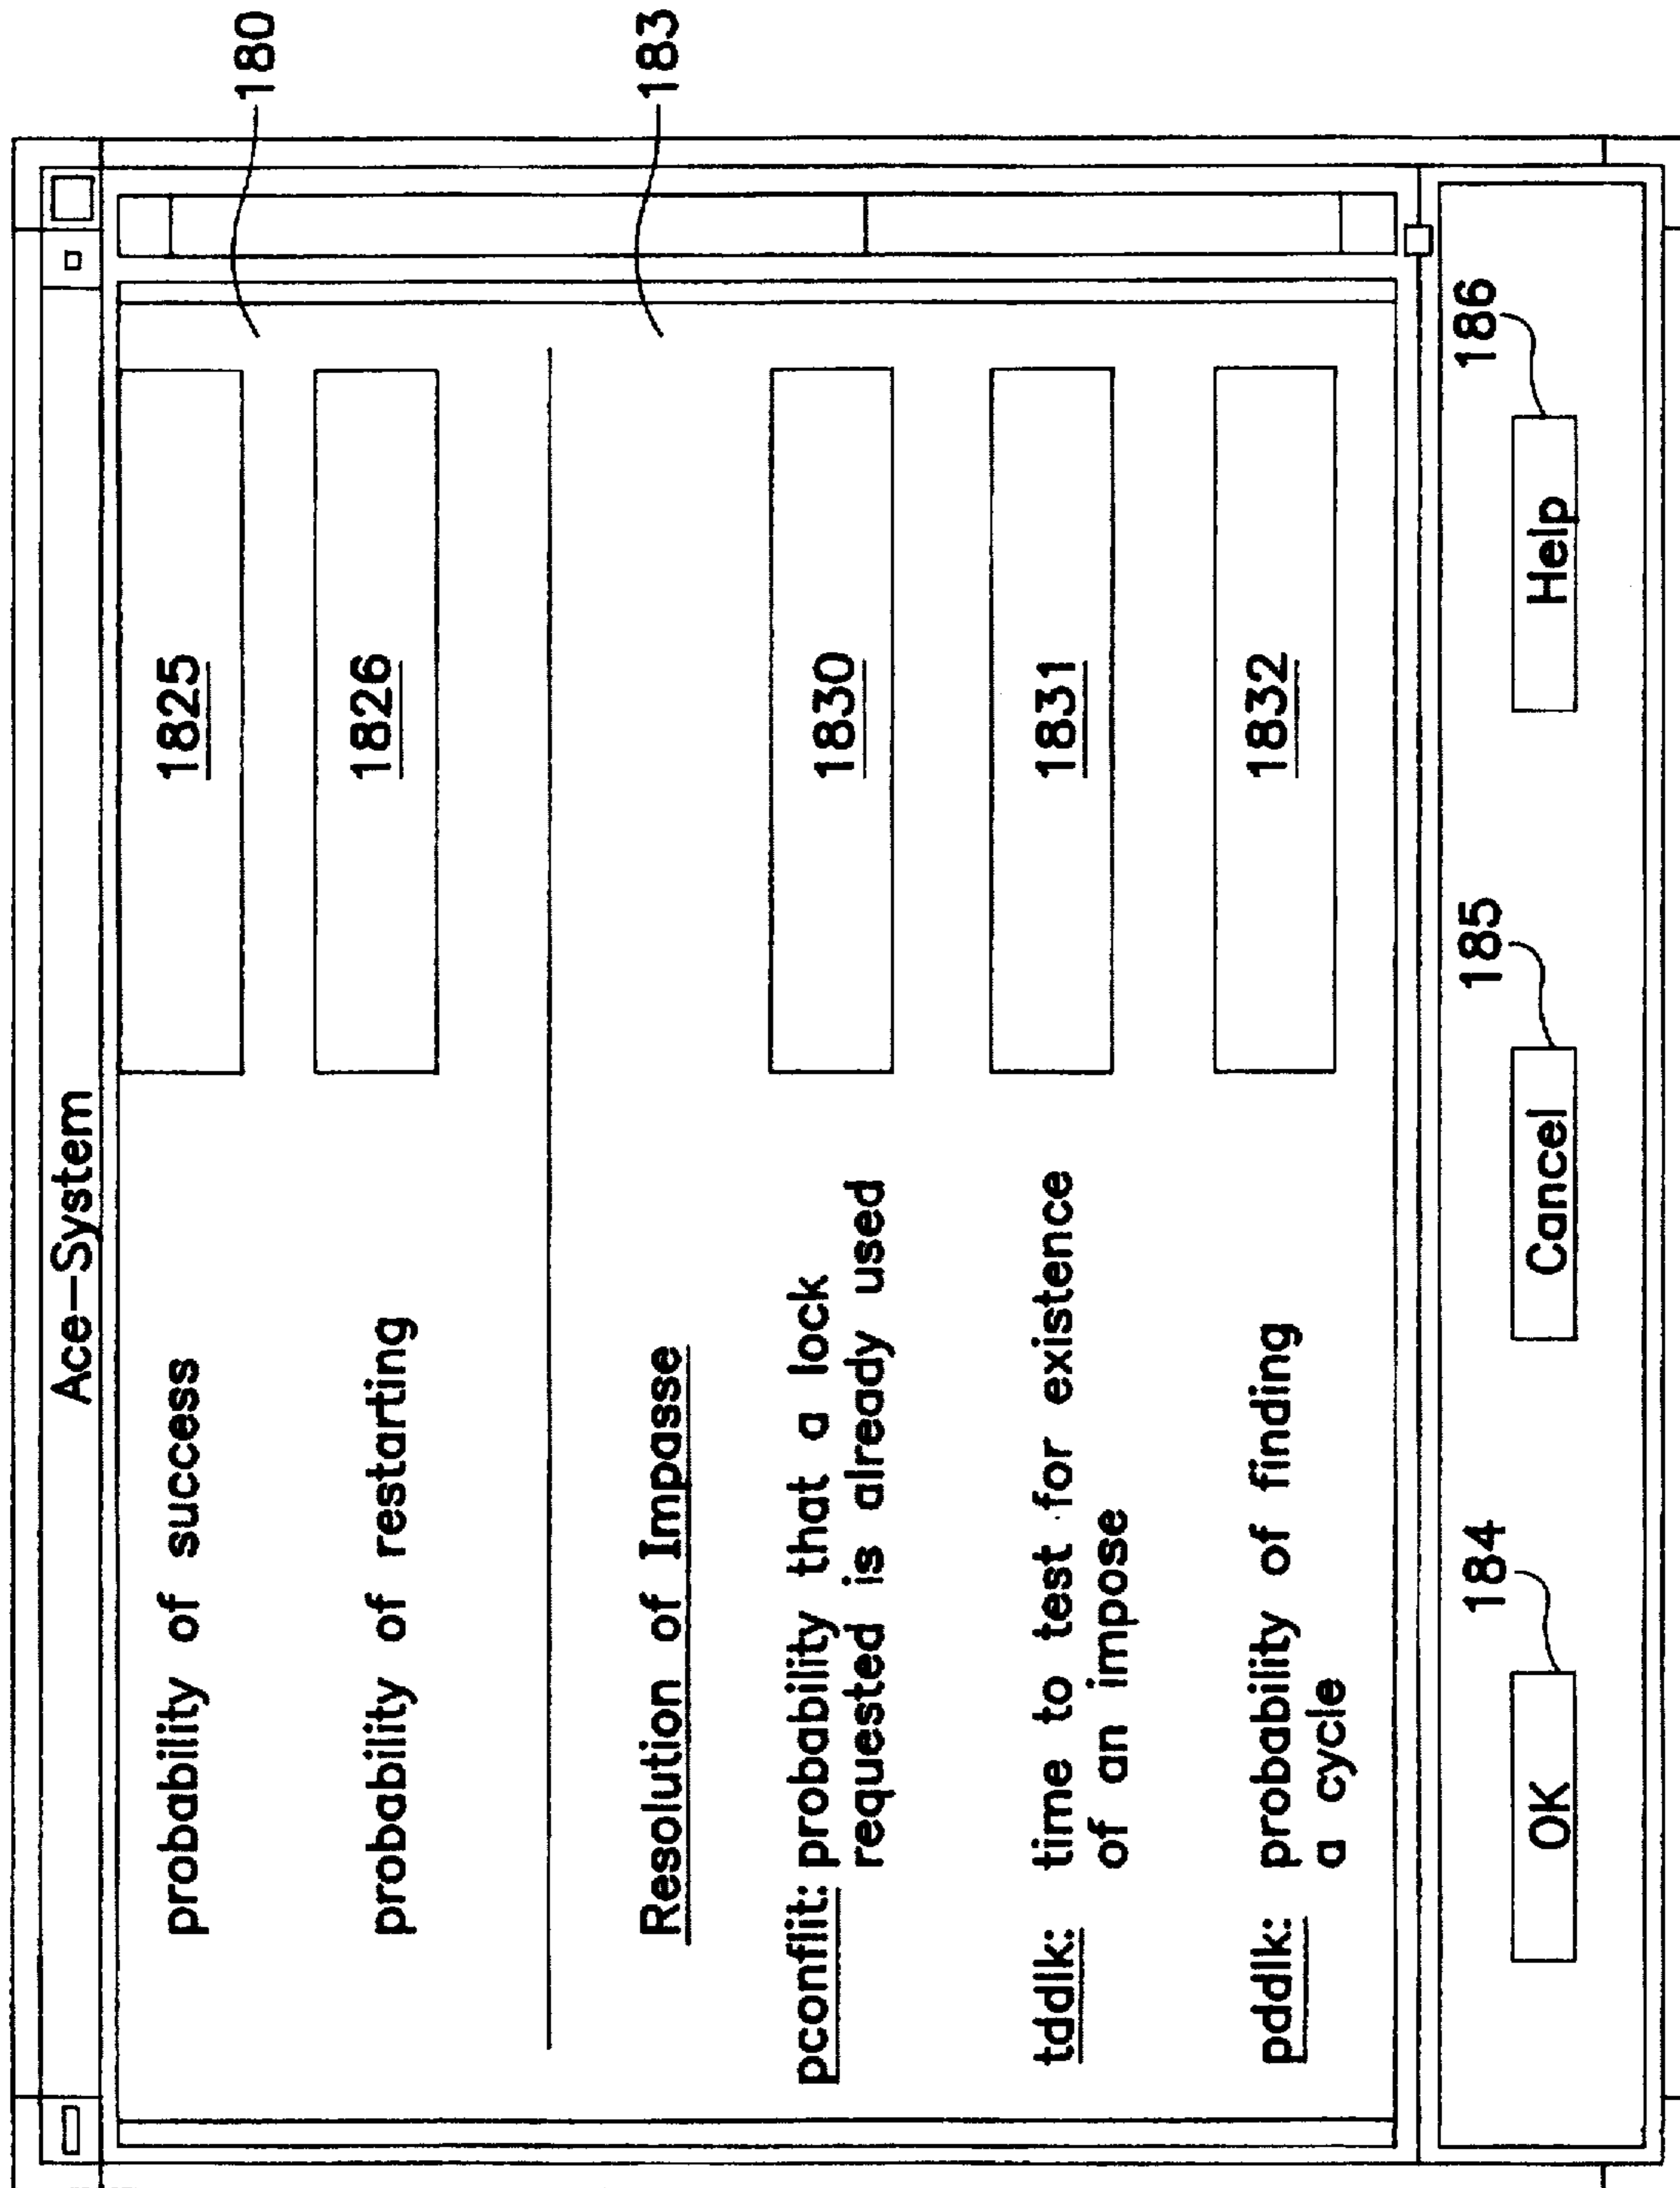 Ace-System
probability of success
1825
180
probability of restarting
1826
Resolution of Impasse
183
pconflit: probability that a lock
requested is already used
1830
tddlk: time to test for existence
of an impose
1831
pddlk: probability of finding
a cycle
1832
184
185
186
OK
Cancel
Help